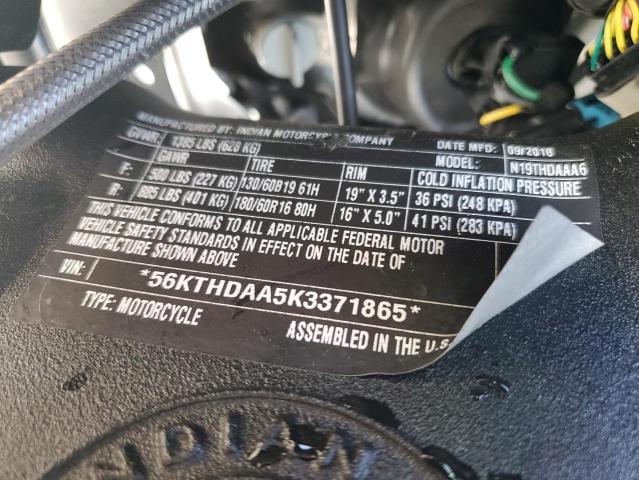 MANUFACTURED BY: INDIAN MOTORCYCLE COMPANY
DATE MFD: 09/2018
GVWR: 1385 LBS (628 KG)
MODEL: N19THDAAA6
GAWR TIRE RIM COLD INFLATION PRESSURE
F: 500 LBS (227 KG) 130/60B19 61H 19" X 3.5" 36 PSI (248 KPA)
R: 885 LBS (401 KG) 180/60R16 80H 16" X 5.0" 41 PSI (283 KPA)
THIS VEHICLE CONFORMS TO ALL APPLICABLE FEDERAL MOTOR
VEHICLE SAFETY STANDARDS IN EFFECT ON THE DATE OF
MANUFACTURE SHOWN ABOVE
VIN: *56KTHDAA5K3371865*
TYPE: MOTORCYCLE
ASSEMBLED IN THE U.S.
INDIAN